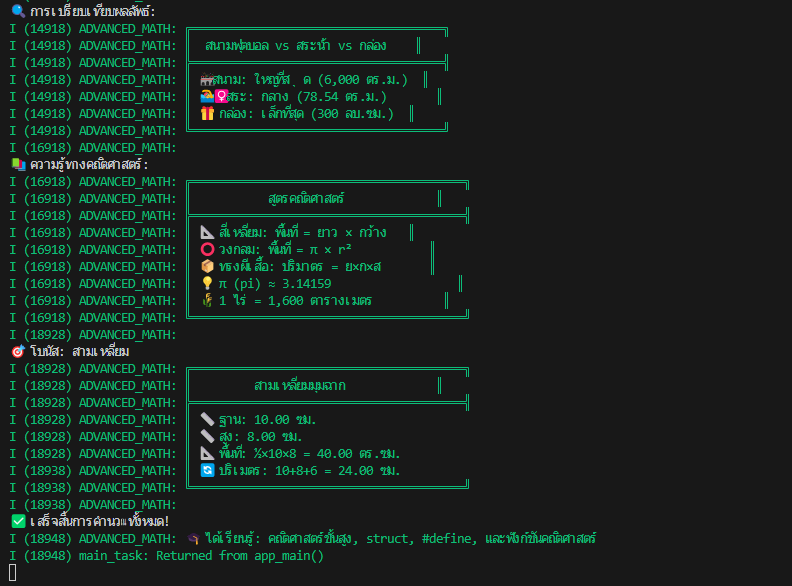 🔍 การเปรียบเทียบผลลัพธ์:
I (14918) ADVANCED_MATH: ╔════════════════════════════════════╗
I (14918) ADVANCED_MATH: ║ สนามฟุตบอล vs สระน้ำ vs กล่อง ║
I (14918) ADVANCED_MATH: ╠════════════════════════════════════╣
I (14918) ADVANCED_MATH: ║ 🏟️สนาม: ใหญ่ที่สุด (6,000 ตร.ม.) ║
I (14918) ADVANCED_MATH: ║ 🏊‍♀️สระ: กลาง (78.54 ตร.ม.) ║
I (14918) ADVANCED_MATH: ║ 🎁 กล่อง: เล็กที่สุด (300 ลบ.ซม.) ║
I (14918) ADVANCED_MATH: ╚════════════════════════════════════╝
I (16918) ADVANCED_MATH:
📚 ความรู้ทางคณิตศาสตร์:
I (16918) ADVANCED_MATH: ╔═══════════════════════════════════════╗
I (16918) ADVANCED_MATH: ║ สูตรคณิตศาสตร์ ║
I (16918) ADVANCED_MATH: ╠═══════════════════════════════════════╣
I (16918) ADVANCED_MATH: ║ 📐 สี่เหลี่ยม: พื้นที่ = ยาว × กว้าง ║
I (16918) ADVANCED_MATH: ║ ⭕ วงกลม: พื้นที่ = π × r² ║
I (16918) ADVANCED_MATH: ║ 📦 ทรงผีเสื้อ: ปริมาตร = ย×ก×ส ║
I (16918) ADVANCED_MATH: ║ 💡 π (pi) ≈ 3.14159 ║
I (16918) ADVANCED_MATH: ║ 🌾 1 ไร่ = 1,600 ตารางเมตร ║
I (16918) ADVANCED_MATH: ╚═══════════════════════════════════════╝
I (18928) ADVANCED_MATH:
🎯 โบนัส: สามเหลี่ยม
I (18928) ADVANCED_MATH: ╔═══════════════════════════════════════╗
I (18928) ADVANCED_MATH: ║ สามเหลี่ยมมุมฉาก ║
I (18928) ADVANCED_MATH: ╠═══════════════════════════════════════╣
I (18928) ADVANCED_MATH: ║ 📏 ฐาน: 10.00 ซม.
I (18928) ADVANCED_MATH: ║ 📏 สูง: 8.00 ซม.
I (18928) ADVANCED_MATH: ║ 📐 พื้นที่: ½×10×8 = 40.00 ตร.ซม.
I (18938) ADVANCED_MATH: ║ 🔄 ปริเมตร: 10+8+6 = 24.00 ซม.
I (18938) ADVANCED_MATH: ╚═══════════════════════════════════════╝
I (18938) ADVANCED_MATH:
✅ เสร็จสิ้นการคำนวณทั้งหมด!
I (18948) ADVANCED_MATH: 🎓 ได้เรียนรู้: คณิตศาสตร์ขั้นสูง, struct, #define, และฟังก์ชันคณิตศาสตร์
I (18948) main_task: Returned from app_main()